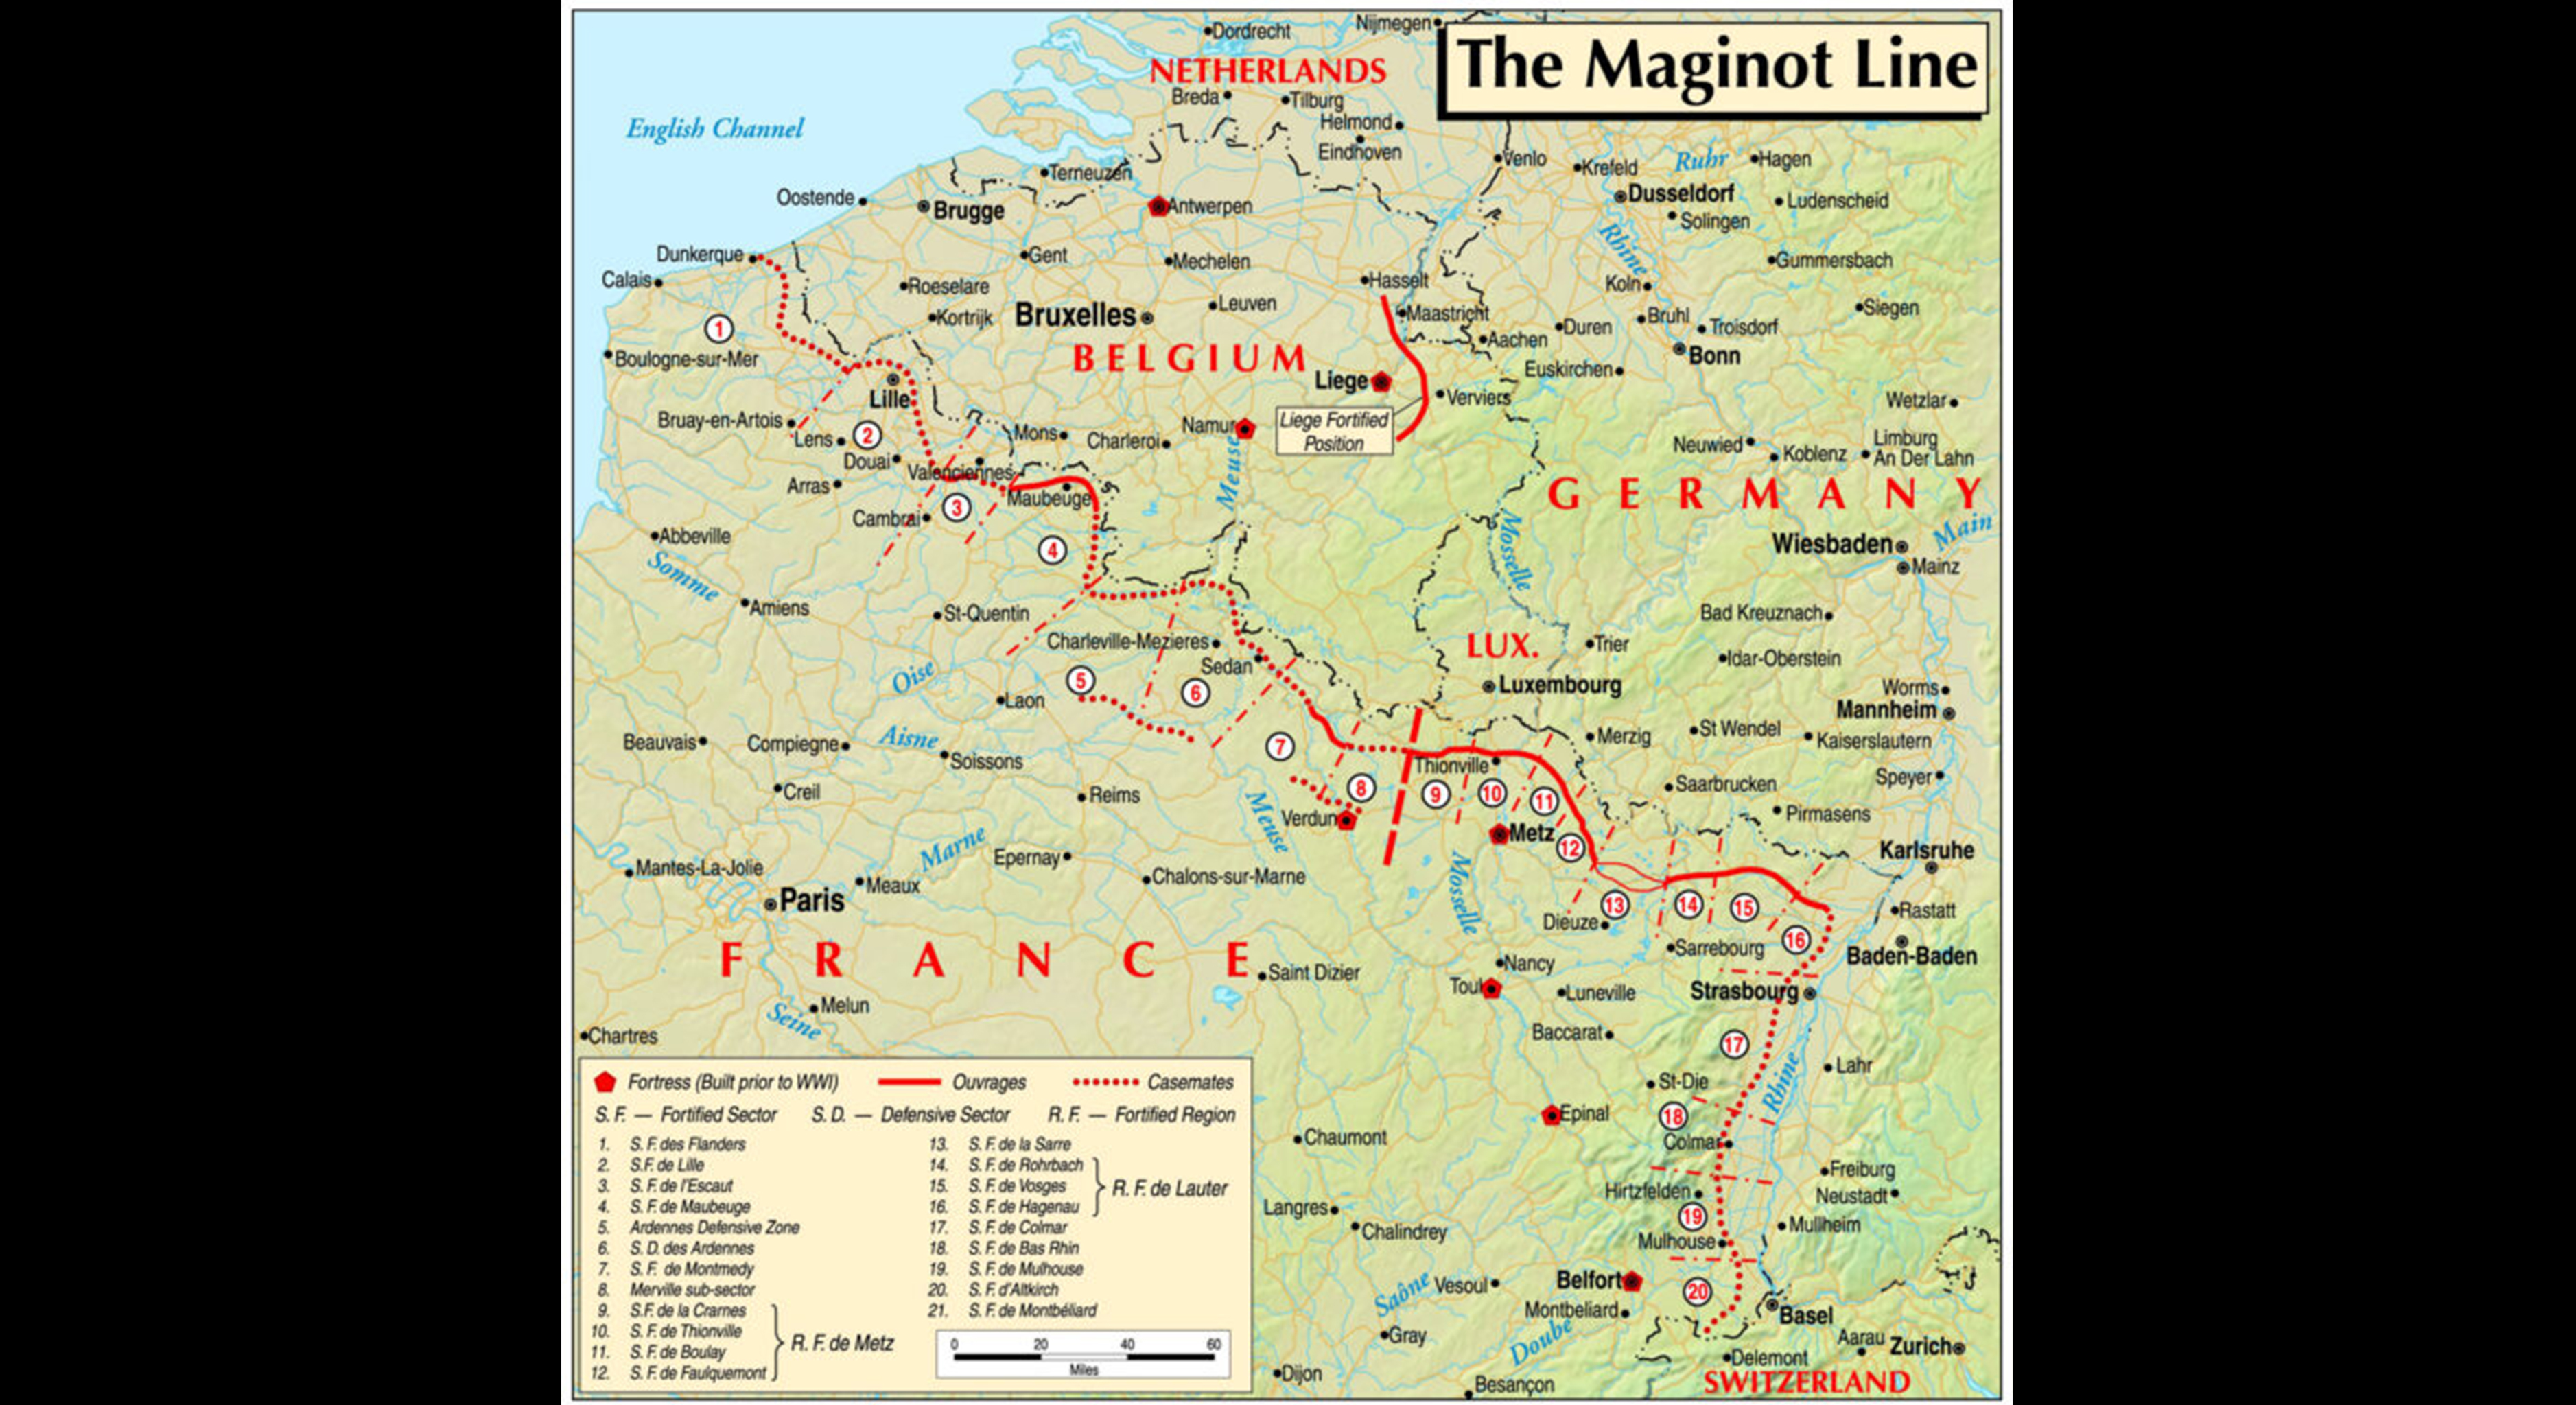 The Maginot Line
Dordrecht
Nijmegen
NETHERLANDS
Breda
Tilburg
Helmond
Eindhoven
English Channel
Venlo
Krefeld
Ruhr
Hagen
Terneuzen
Oostende
Brugge
Antwerpen
Dusseldorf
Ludenscheid
Solingen
Rhine
Dunkerque
Gent
Mechelen
Gummersbach
Calais
Roeselare
Hasselt
Koln
Kortrijk
Bruxelles
Leuven
Maastricht
Duren
Bruhl
Troisdorf
Siegen
1
Boulogne-sur-Mer
BELGIUM
Aachen
Bonn
Euskirchen
Liege
Lille
Verviers
Wetzlar
Bruay-en-Artois
Liege Fortified
Position
Namur
Lens
2
Mons
Charleroi
Neuwied
Koblenz
Limburg
An Der Lahn
Douai
Valenciennes
Meuse
Arras
Maubeuge
GERMANY
Cambrai
3
Abbeville
4
Mosselle
Wiesbaden
Main
Mainz
Somme
Amiens
St-Quentin
Bad Kreuznach
Charleville-Mezieres
LUX.
Trier
Idar-Oberstein
Sedan
Oise
5
6
Luxembourg
Worms
Laon
Mannheim
Beauvais
Compiegne
Aisne
Soissons
7
Merzig
St Wendel
Kaiserslautern
Thionville
Speyer
Creil
Reims
8
9
10
11
Saarbrucken
Pirmasens
Meuse
Verdun
Metz
12
Marne
Epernay
Mosselle
Karlsruhe
Mantes-La-Jolie
Meaux
Chalons-sur-Marne
Paris
13
14
15
Rastatt
Dieuze
16
Sarrebourg
Baden-Baden
FRANCE
Saint Dizier
Nancy
Toul
Luneville
Strasbourg
Melun
Seine
Chartres
Baccarat
17
Lahr
Rhine
St-Die
Epinal
18
Chaumont
Colmar
Freiburg
Hirtzfelden
Neustadt
Langres
19
Chalindrey
Mullheim
Mulhouse
Belfort
Saône
Vesoul
20
Montbeliard
Basel
Gray
Doube
Aarau
Zurich
Delemont
Dijon
Besançon
SWITZERLAND
Fortress (Built prior to WWI)
Ouvrages
Casemates
S. F. — Fortified Sector
S. D. — Defensive Sector
R. F. — Fortified Region
1. S. F. des Flanders
2. S.F. de Lille
3. S. F. de l'Escaut
4. S. F. de Maubeuge
5. Ardennes Defensive Zone
6. S. D. des Ardennes
7. S. F. de Montmedy
8. Merville sub-sector
9. S.F. de la Crarnes
10. S. F. de Thionville
11. S. F. de Boulay
12. S. F. de Faulquemont
R. F. de Metz
13. S. F. de la Sarre
14. S. F. de Rohrbach
15. S. F. de Vosges
16. S. F. de Hagenau
R. F. de Lauter
17. S. F. de Colmar
18. S. F. de Bas Rhin
19. S. F. de Mulhouse
20. S. F. d'Altkirch
21. S. F. de Montbéliard
0 20 40 60
Miles